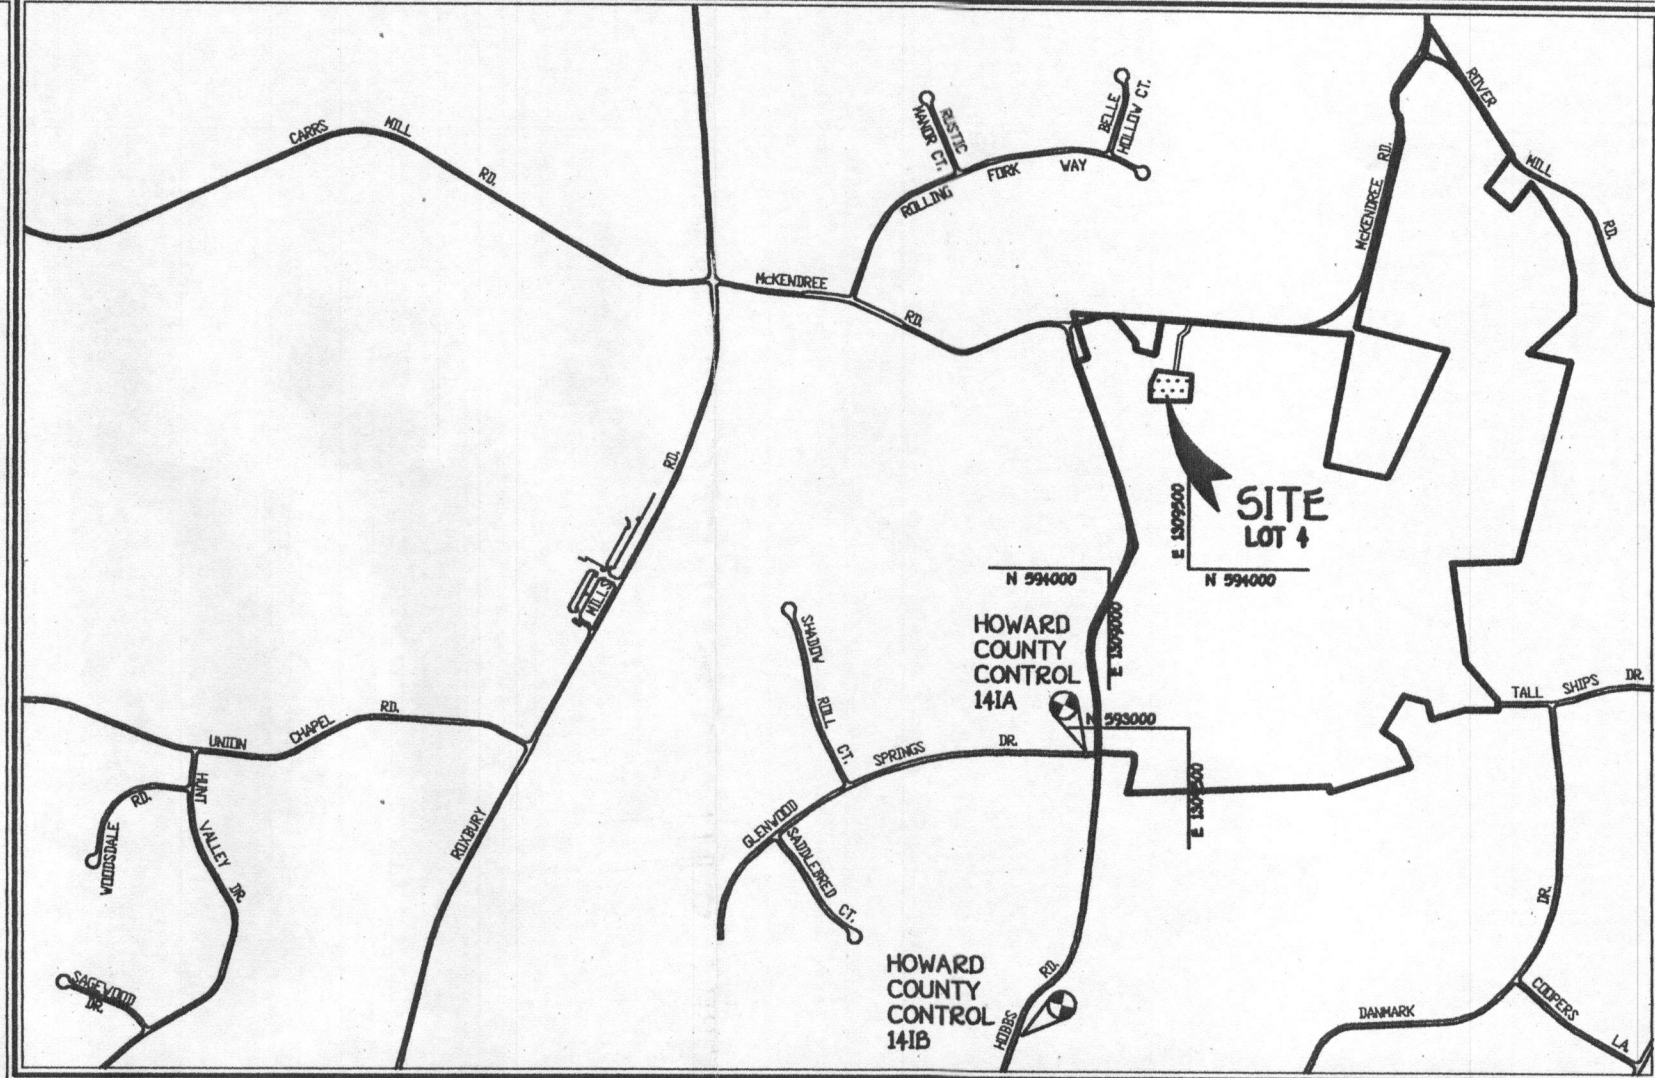 ROVER
MILL
RD.
CARRS
MILL
RD.
RUSTIC
MANOR CT.
BELLE
HOLLOW CT.
ROLLING
FORK
WAY
McKENDREE
RD.
McKENDREE
RD.
RD.
MILLS
ROXBURY
SITE
LOT 4
E 1309500
N 594000
N 594000
E 1309000
HOWARD
COUNTY
CONTROL
14IA
N 593000
E 1309500
SHADOW
ROLL
CT.
GLENWOOD
SPRINGS
DR.
SADDLEBRED
CT.
TALL
SHIPS
DR.
UNION
CHAPEL
RD.
HUNT
VALLEY
DR.
WOODSDALE
RD.
SAGEWOOD
DR.
HOWARD
COUNTY
CONTROL
14IB
HOBBS
RD.
DANMARK
DR.
COOPERS
LA.